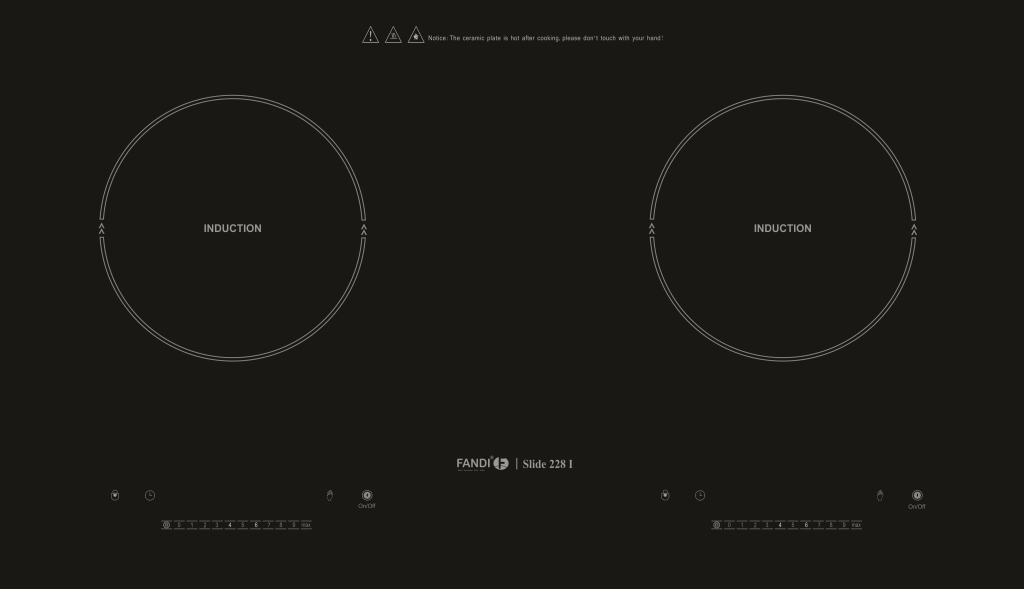 Notice: The ceramic plate is hot after cooking, please don't touch with your hand!
INDUCTION
INDUCTION
FANDI® | Slide 228 I
On/Off
On/Off
0 1 2 3 4 5 6 7 8 9 max
0 1 2 3 4 5 6 7 8 9 max